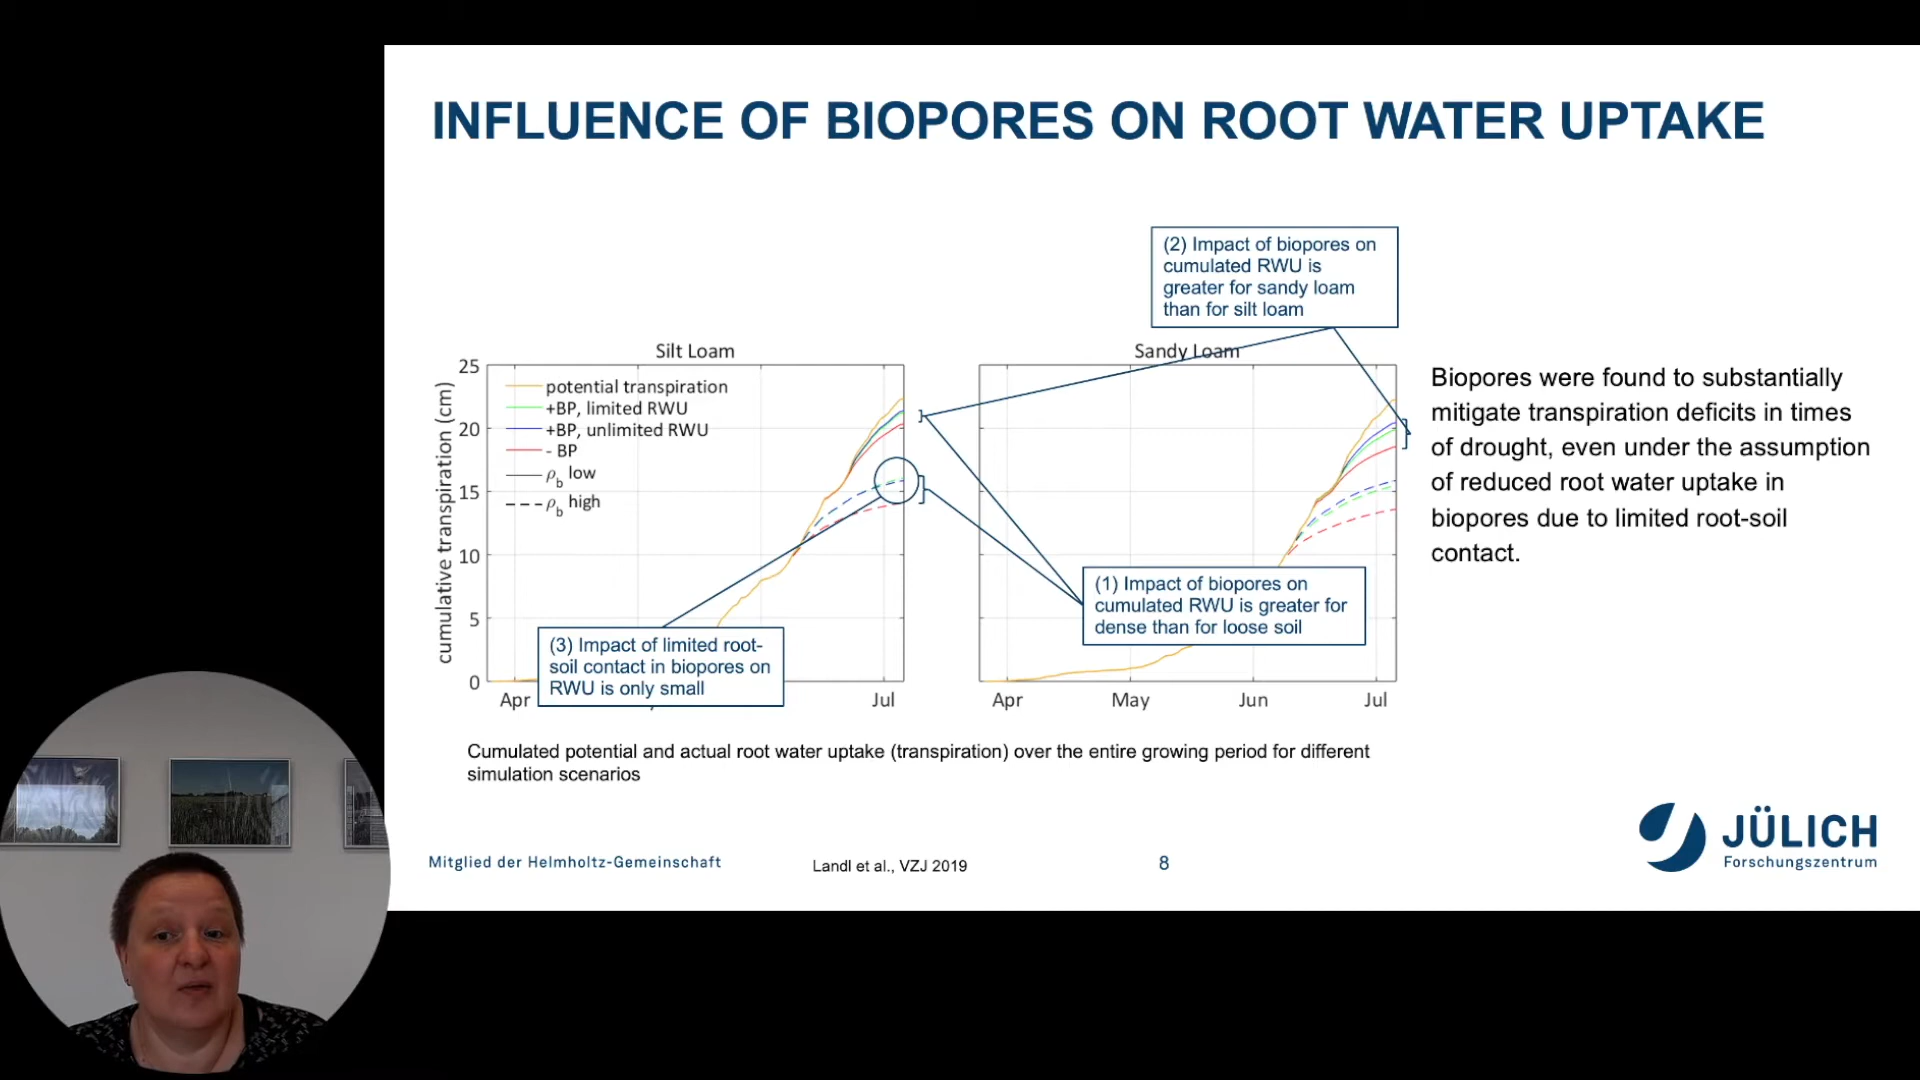 INFLUENCE OF BIOPORES ON ROOT WATER UPTAKE
(2) Impact of biopores on
cumulated RWU is
greater for sandy loam
than for silt loam
Silt Loam
Sandy Loam
cumulative transpiration (cm)
25
20
15
10
5
0
potential transpiration
+BP, limited RWU
+BP, unlimited RWU
- BP
ρb low
ρb high
(3) Impact of limited root-
soil contact in biopores on
RWU is only small
(1) Impact of biopores on
cumulated RWU is greater for
dense than for loose soil
Apr
Jul
Apr
May
Jun
Jul
Biopores were found to substantially
mitigate transpiration deficits in times
of drought, even under the assumption
of reduced root water uptake in
biopores due to limited root-soil
contact.
Cumulated potential and actual root water uptake (transpiration) over the entire growing period for different
simulation scenarios
Mitglied der Helmholtz-Gemeinschaft
Landl et al., VZJ 2019
8
JÜLICH
Forschungszentrum